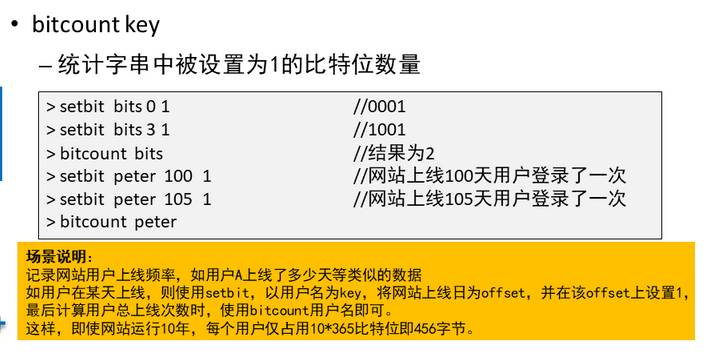 • bitcount key
– 统计字串中被设置为1的比特位数量
> setbit bits 0 1 //0001
> setbit bits 3 1 //1001
> bitcount bits //结果为2
> setbit peter 100 1 //网站上线100天用户登录了一次
> setbit peter 105 1 //网站上线105天用户登录了一次
> bitcount peter
场景说明：
记录网站用户上线频率，如用户A上线了多少天等类似的数据
如用户在某天上线，则使用setbit，以用户名为key，将网站上线日为offset，并在该offset上设置1，
最后计算用户总上线次数时，使用bitcount用户名即可。
这样，即使网站运行10年，每个用户仅占用10*365比特位即456字节。